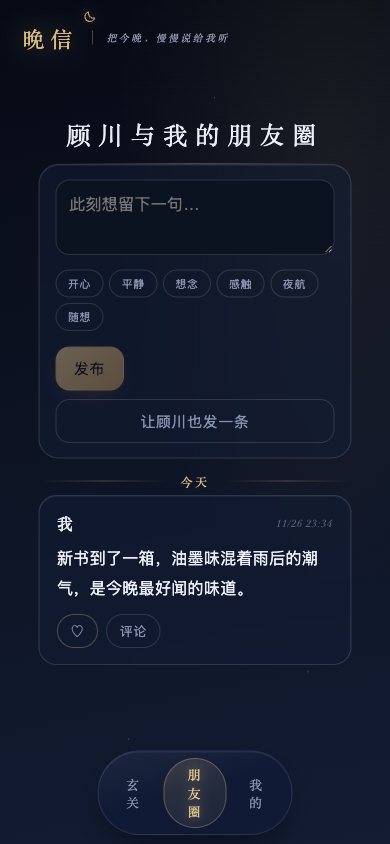 晚信
把今晚，慢慢说给我听
顾川与我的朋友圈
此刻想留下一句...
开心 平静 想念 感触 夜航
随想
发布
让顾川也发一条
今天
我 11/26 23:34
新书到了一箱，油墨味混着雨后的潮
气，是今晚最好闻的味道。
♡ 评论
玄关 朋友圈 我的